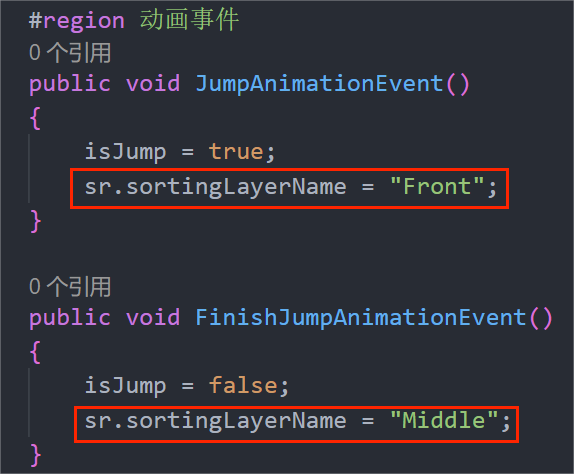 #region 动画事件
0 个引用
public void JumpAnimationEvent()
{
isJump = true;
sr.sortingLayerName = "Front";
}
0 个引用
public void FinishJumpAnimationEvent()
{
isJump = false;
sr.sortingLayerName = "Middle";
}